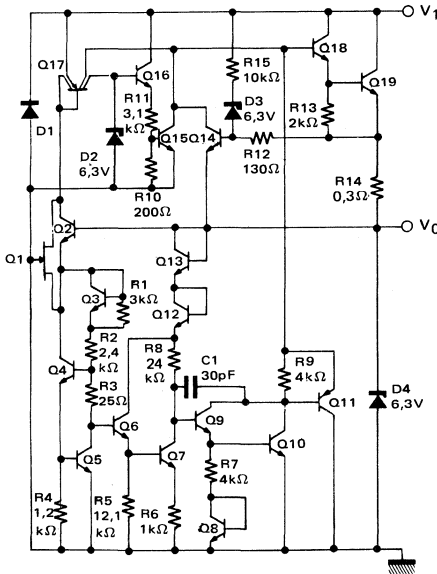 V1
Q17
Q16
Q18
Q19
R15
10kΩ
R11
3,1
kΩ
D1
D2
6,3V
Q15
Q14
D3
6,3V
R13
2kΩ
R12
130Ω
R10
200Ω
R14
0,3Ω
V0
Q2
Q1
Q13
Q3
R1
3kΩ
Q12
R2
2,4
kΩ
R8
24
kΩ
C1
30pF
R9
4kΩ
Q11
D4
6,3V
Q4
R3
25Ω
Q6
Q9
Q10
Q5
Q7
R7
4kΩ
R4
1,2
kΩ
R5
12,1
kΩ
R6
1kΩ
Q8